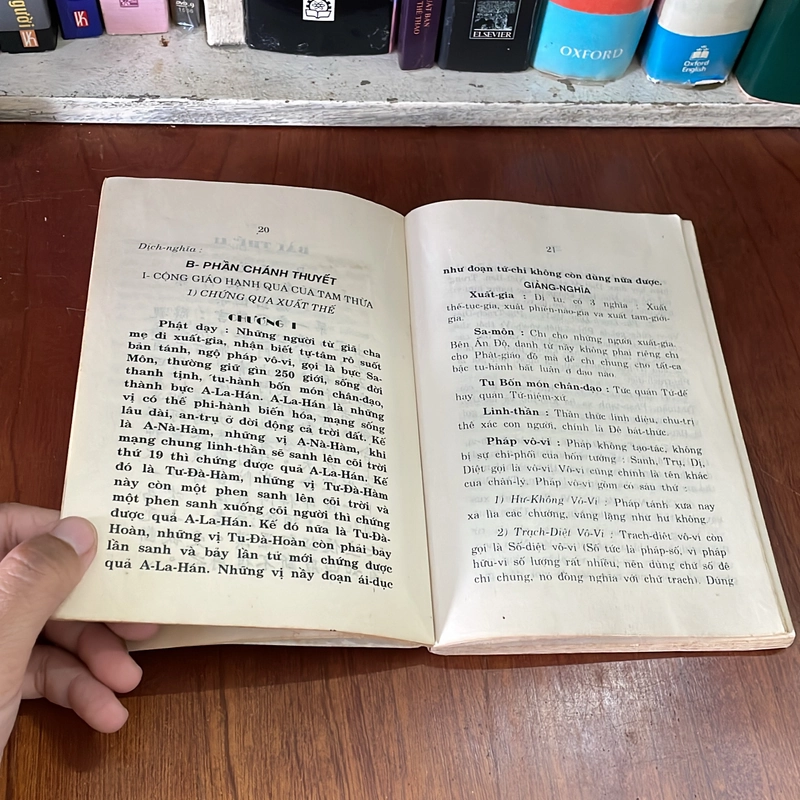 người
ELSEVIER
OXFORD
Oxford
English
20
Dịch-nghĩa :
B- PHẦN CHÁNH THUYẾT
I- CỘNG GIÁO HẠNH QUA CỦA TAM THỪA
1) CHỨNG QUA XUẤT THẾ
CHƯƠNG I
Phật dạy : Những người từ giã cha
mẹ đi xuất-gia, nhận biết tự-tâm rõ suốt
bản tánh, ngộ pháp vô-vi, gọi là bực Sa-
Môn, thường giữ gìn 250 giới, sống đời
thanh tịnh, tu-hành bốn món chân-đạo,
thành bực A-La-Hán. A-La-Hán là những
vị có thể phi-hành biến hóa, mạng sống
lâu dài, an-trụ ở đời động cả trời đất. Kế
là A-Nà-Hàm, những vị A-Nà-Hàm, khi
mạng chung linh-thần sẽ sanh lên cõi trời
thứ 19 thì chứng được quả A-La-Hán. Kế
đó là Tư-Đà-Hàm, những vị Tư-Đà-Hàm
này còn một phen sanh lên cõi trời và
một phen sanh xuống cõi người thì chứng
được quả A-La-Hán. Kế đó nữa là Tu-Đà-
Hoàn, những vị Tu-Đà-Hoàn còn phải bảy
lần sanh và bảy lần tử mới chứng được
quả A-La-Hán. Những vị nầy đoạn ái-dục
21
như đoạn tứ-chi không còn dùng nữa được.
GIẢNG-NGHĨA
Xuất-gia : Dị tu, có 3 nghĩa : Xuất
thế-tục-gia, xuất phiền-não-gia và xuất tam-giới-
gia.
Sa-môn : Chỉ cho những người xuất-gia.
Bên Ấn Độ, danh từ này không phải riêng chỉ
cho Phật-giáo đồ mà để chỉ chung cho tất-cả
bậc tu-hành bất luận ở đạo nào.
Tu Bốn món chân-đạo : Tức quán Tứ-đế
hay quán Tứ-niệm-xứ.
Linh-thần : Thần thức linh diệu, chu-trì
thể xác con người, chính là Đệ bát-thức.
Pháp vô-vi : Pháp không tạo-tác, không
bị sự chi-phối của bốn tướng : Sanh, Trụ, Dị,
Diệt gọi là vô-vi. Vô-vi cũng chính là tên khác
của chân-lý. Pháp vô-vi gồm có sáu thứ :
1) Hư-Không Vô-Vi : Pháp tánh xưa nay
xa lìa các chướng, vắng lặng như hư không.
2) Trạch-Diệt Vô-Vi : Trạch-diệt vô-vi còn
gọi là Số-diệt vô-vi (Số tức là pháp-số, vì pháp
hữu-vi số lượng rất nhiều, nên dùng chữ số để
chỉ chung, nó đồng nghĩa với chữ trạch). Dùng